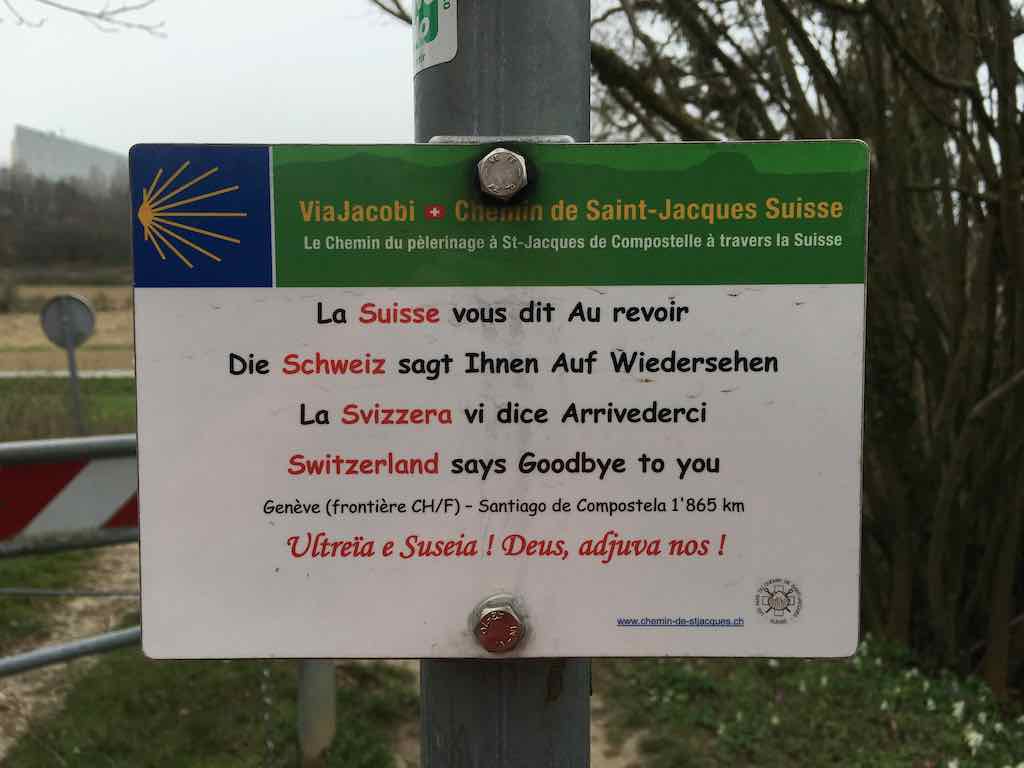 ViaJacobi Chemin de Saint-Jacques Suisse
Le Chemin du pèlerinage à St-Jacques de Compostelle à travers la Suisse
La Suisse vous dit Au revoir
Die Schweiz sagt Ihnen Auf Wiedersehen
La Svizzera vi dice Arrivederci
Switzerland says Goodbye to you
Genève (frontière CH/F) – Santiago de Compostela 1'865 km
Ultreïa e Suseia ! Deus, adjuva nos !
www.chemin-de-stjacques.ch